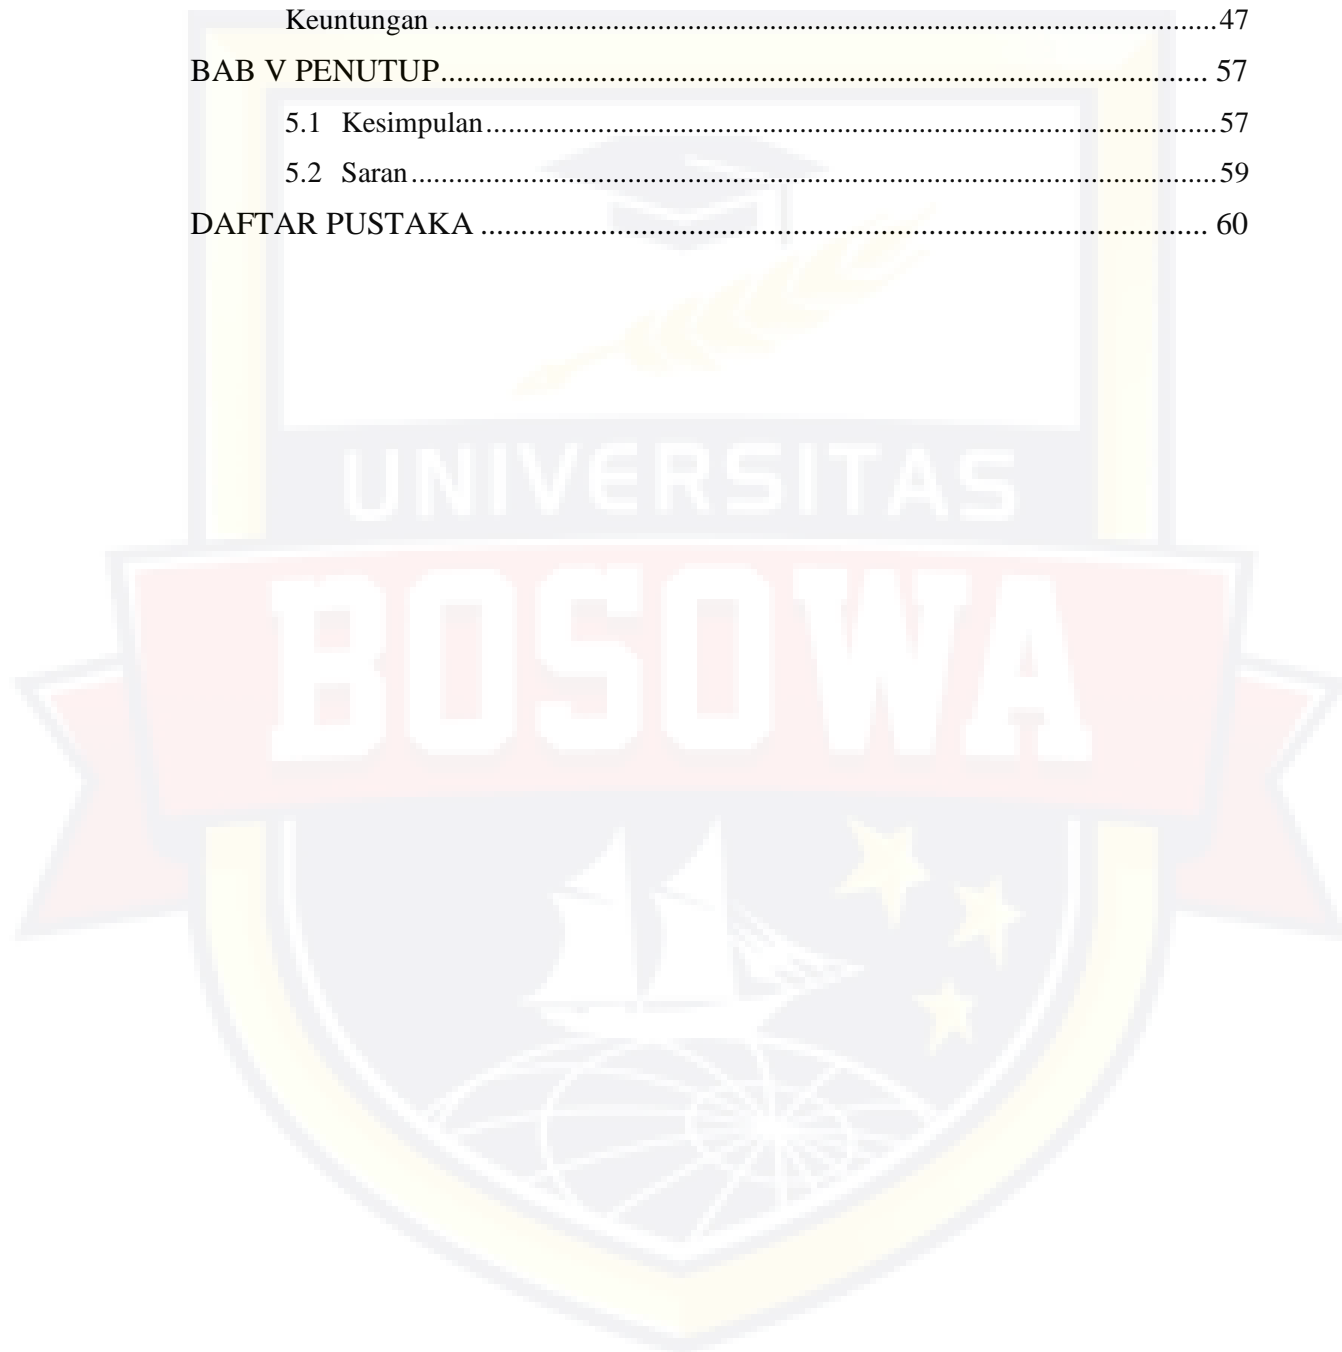 Keuntungan ........................................................................................................47
BAB V PENUTUP................................................................................................ 57
5.1 Kesimpulan.................................................................................................57
5.2 Saran...........................................................................................................59
DAFTAR PUSTAKA ........................................................................................... 60
UNIVERSITAS
BOSOWA